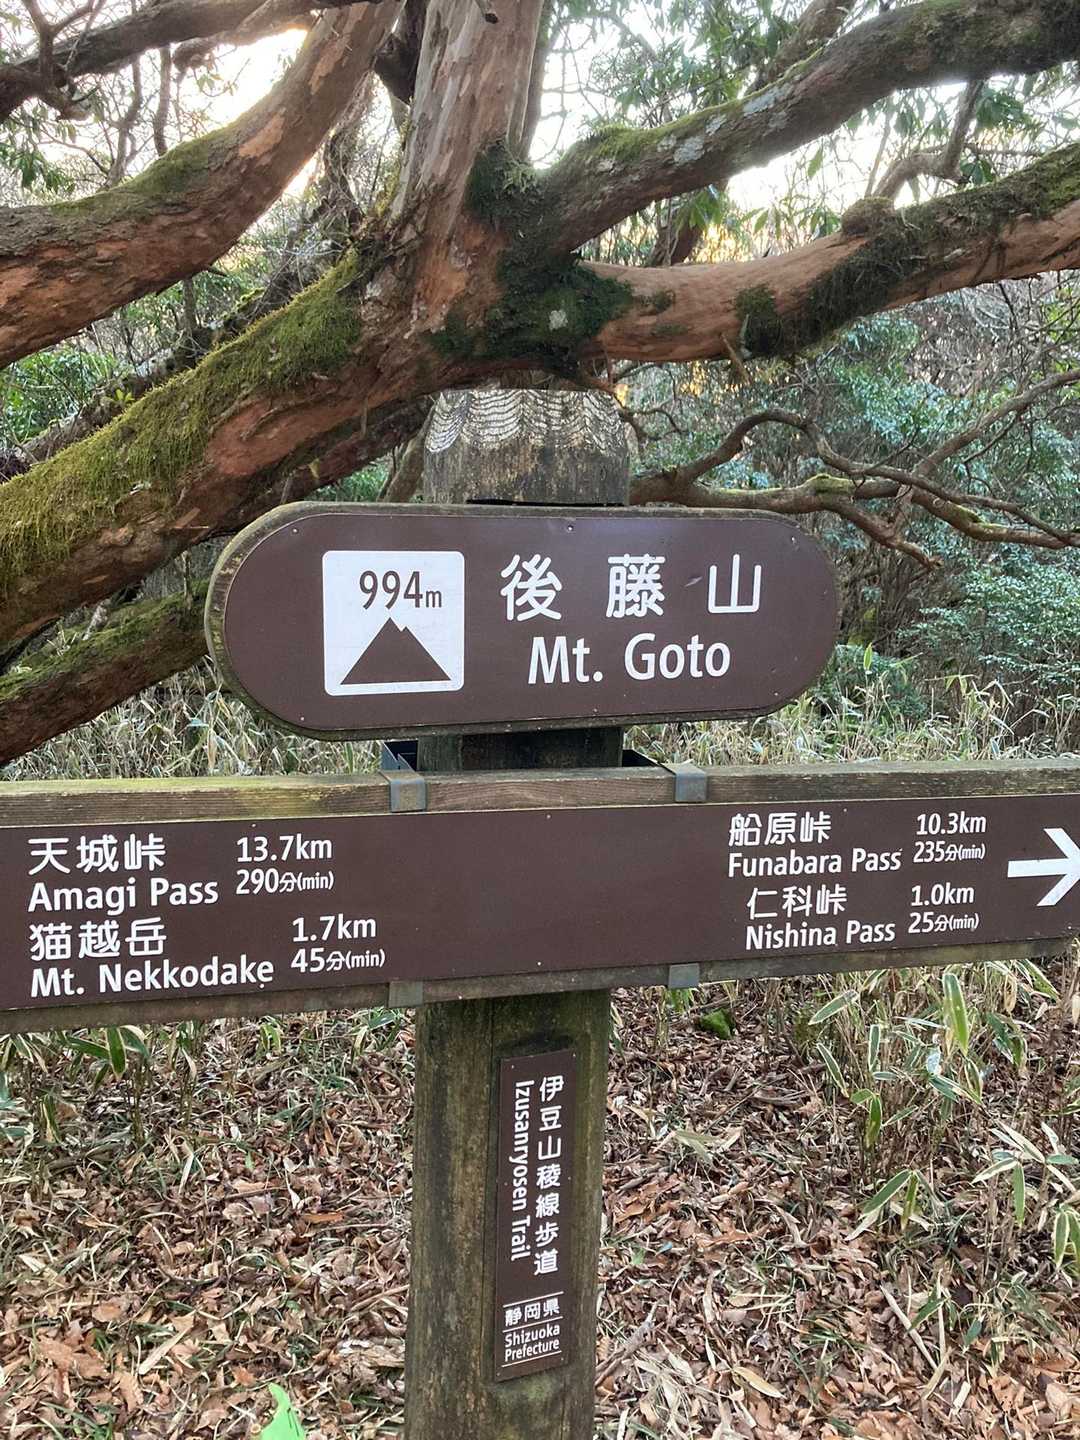 994m
後藤山
Mt. Goto
天城峠 13.7km
Amagi Pass 290分(min)
猫越岳 1.7km
Mt. Nekkodake 45分(min)
船原峠 10.3km
Funabara Pass 235分(min)
仁科峠 1.0km
Nishina Pass 25分(min)
伊豆山稜線歩道
Izusanryosen Trail
静岡県
Shizuoka
Prefecture